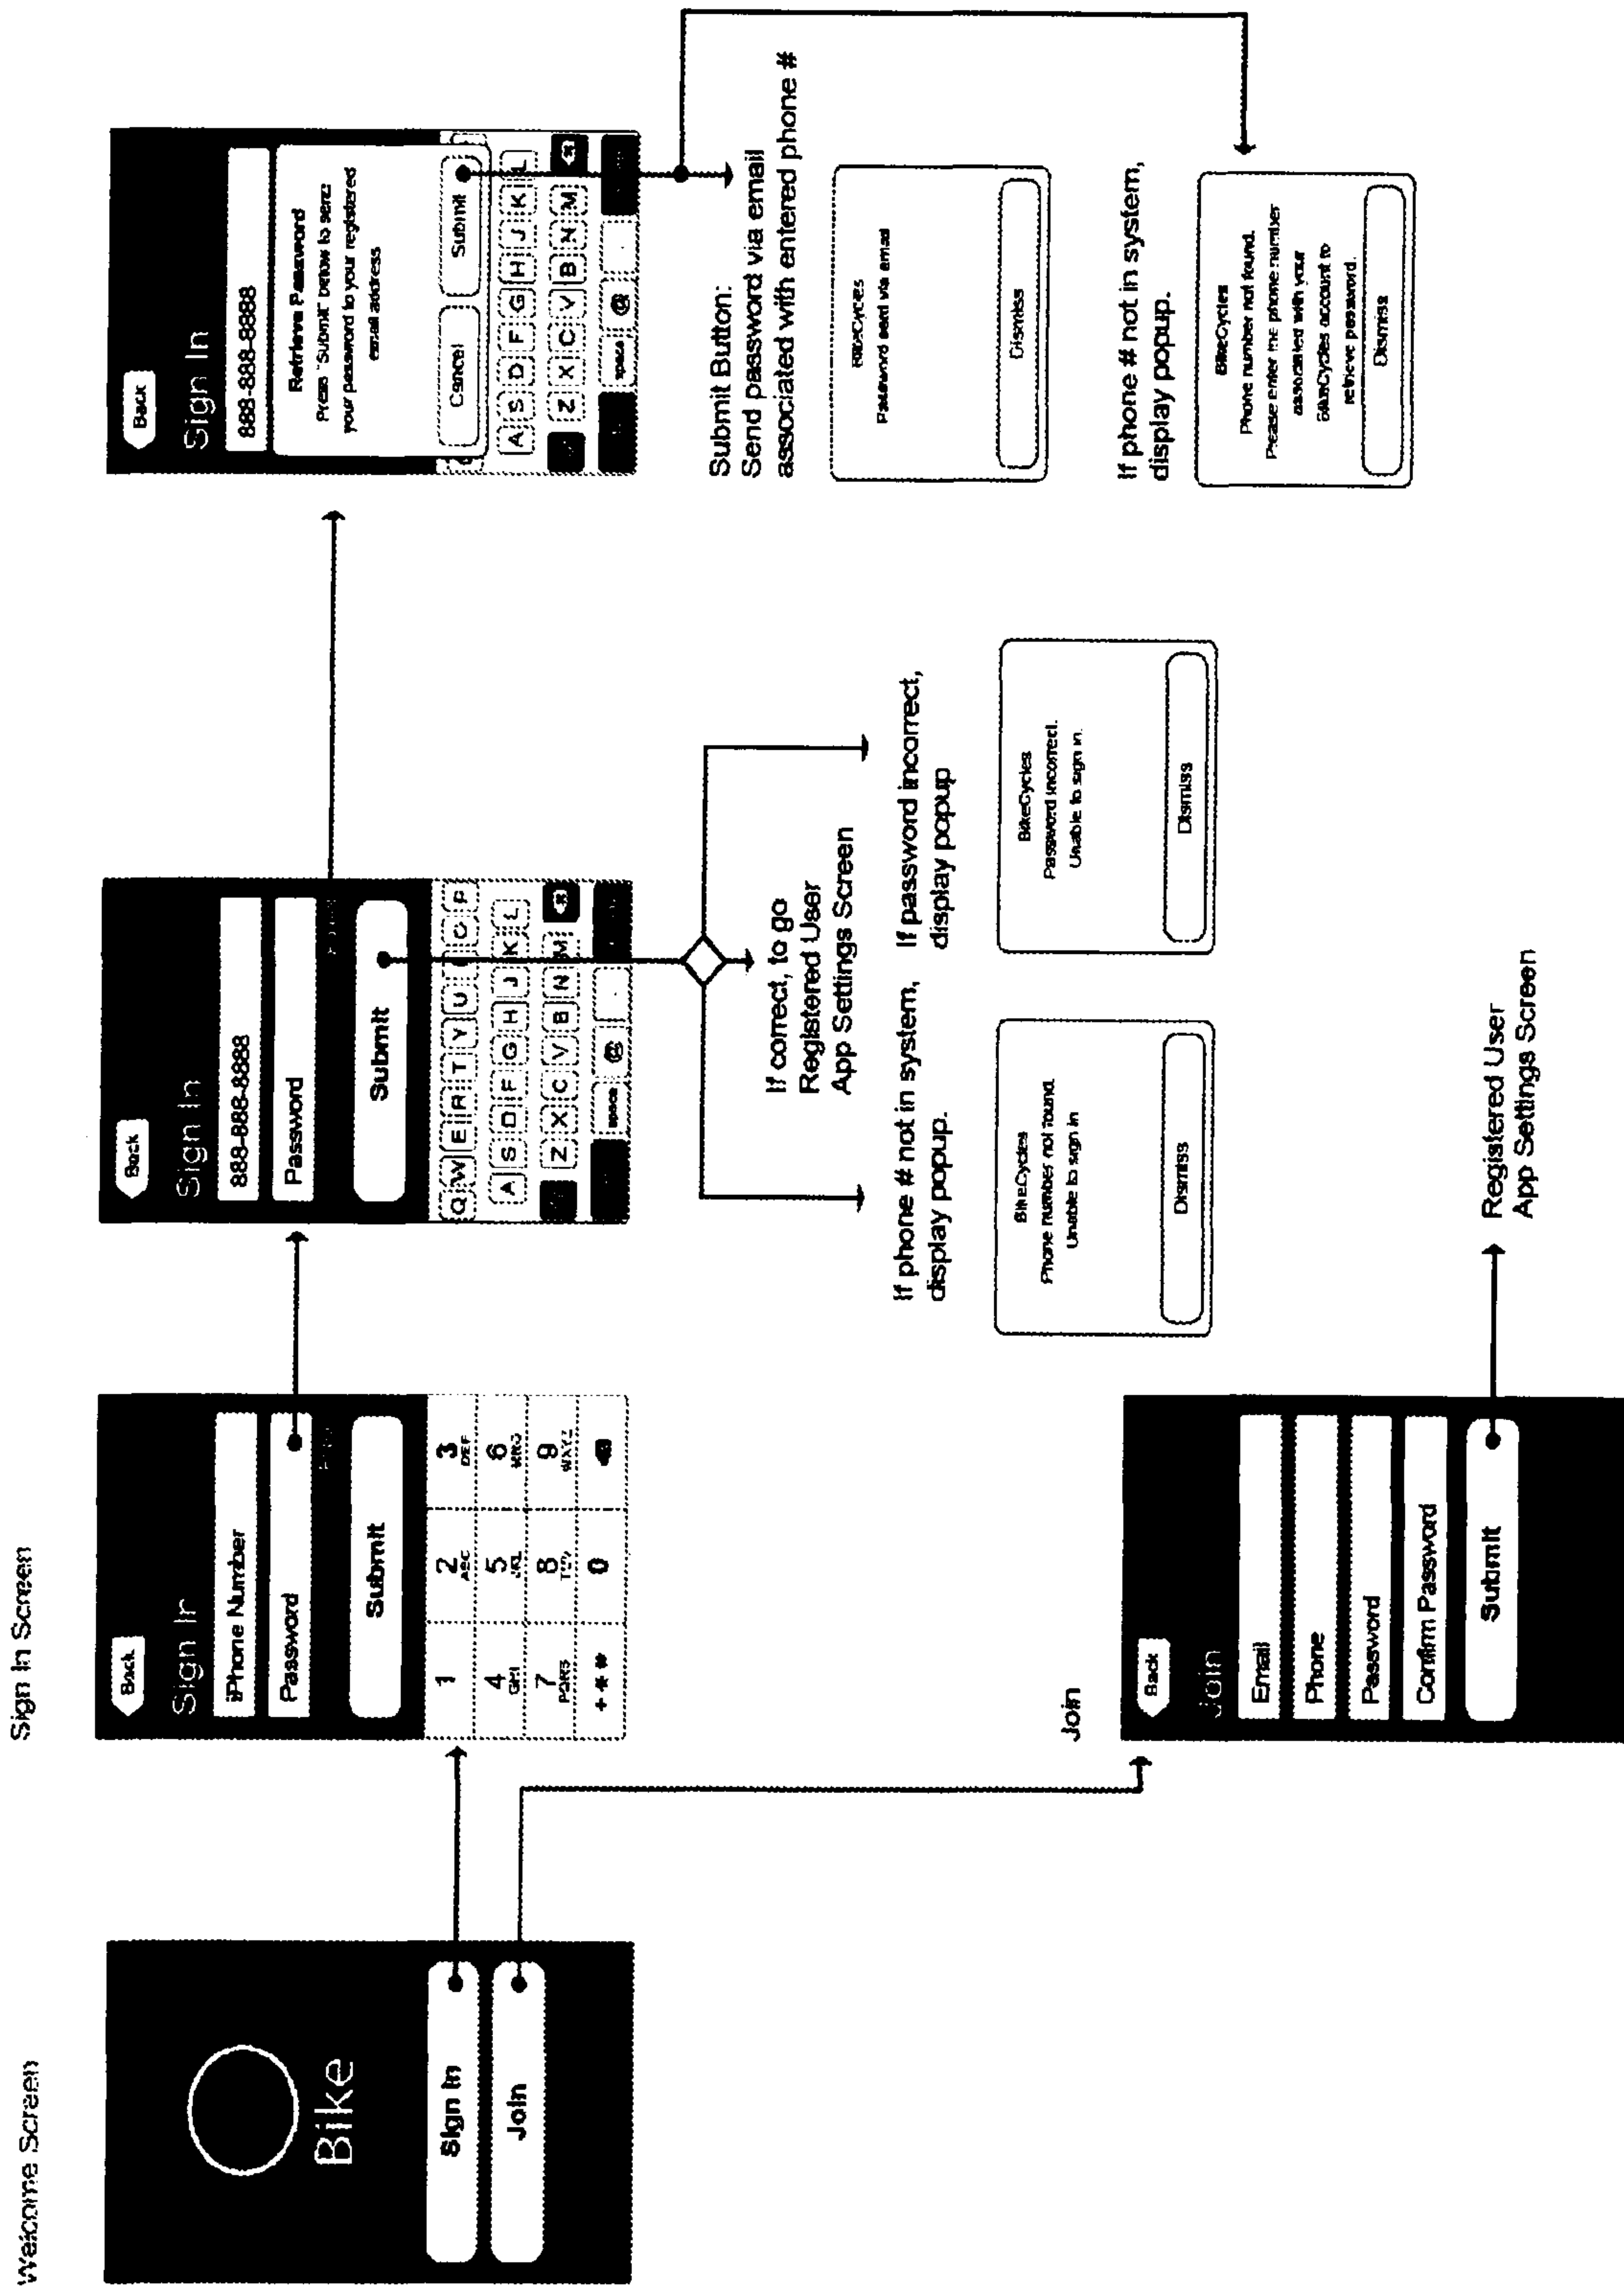 Welcome Screen
Bike
Sign In
Join
Sign In Screen
Back
Sign In
iPhone Number
Password
Submit
1 2 ABC 3 DEF
4 GHI 5 JKL 6 MNO
7 PQRS 8 TUV 9 WXYZ
+*# 0
Back
Sign In
888-888-8888
Password
Submit
Q W E R T Y U I O P
A S D F G H J K L
Z X C V B N M
space @ .
If correct, to go
Registered User
App Settings Screen
If phone # not in system,
display popup.
BikeCycles
Phone number not found.
Unable to sign in
Dismiss
If password incorrect,
display popup
BikeCycles
Password incorrect.
Unable to sign in.
Dismiss
Back
Sign In
888-888-8888
Retrieve Password
Press "Submit" below to send
your password to your registered
email address
Cancel Submit
A S D F G H J K L
Z X C V B N M
space @ .
Submit Button:
Send password via email
associated with entered phone #
BikeCycles
Password sent via email
Dismiss
If phone # not in system,
display popup.
BikeCycles
Phone number not found.
Please enter the phone number
associated with your
BikeCycles account to
retrieve password.
Dismiss
Join
Back
Join
Email
Phone
Password
Confirm Password
Submit
Registered User
App Settings Screen